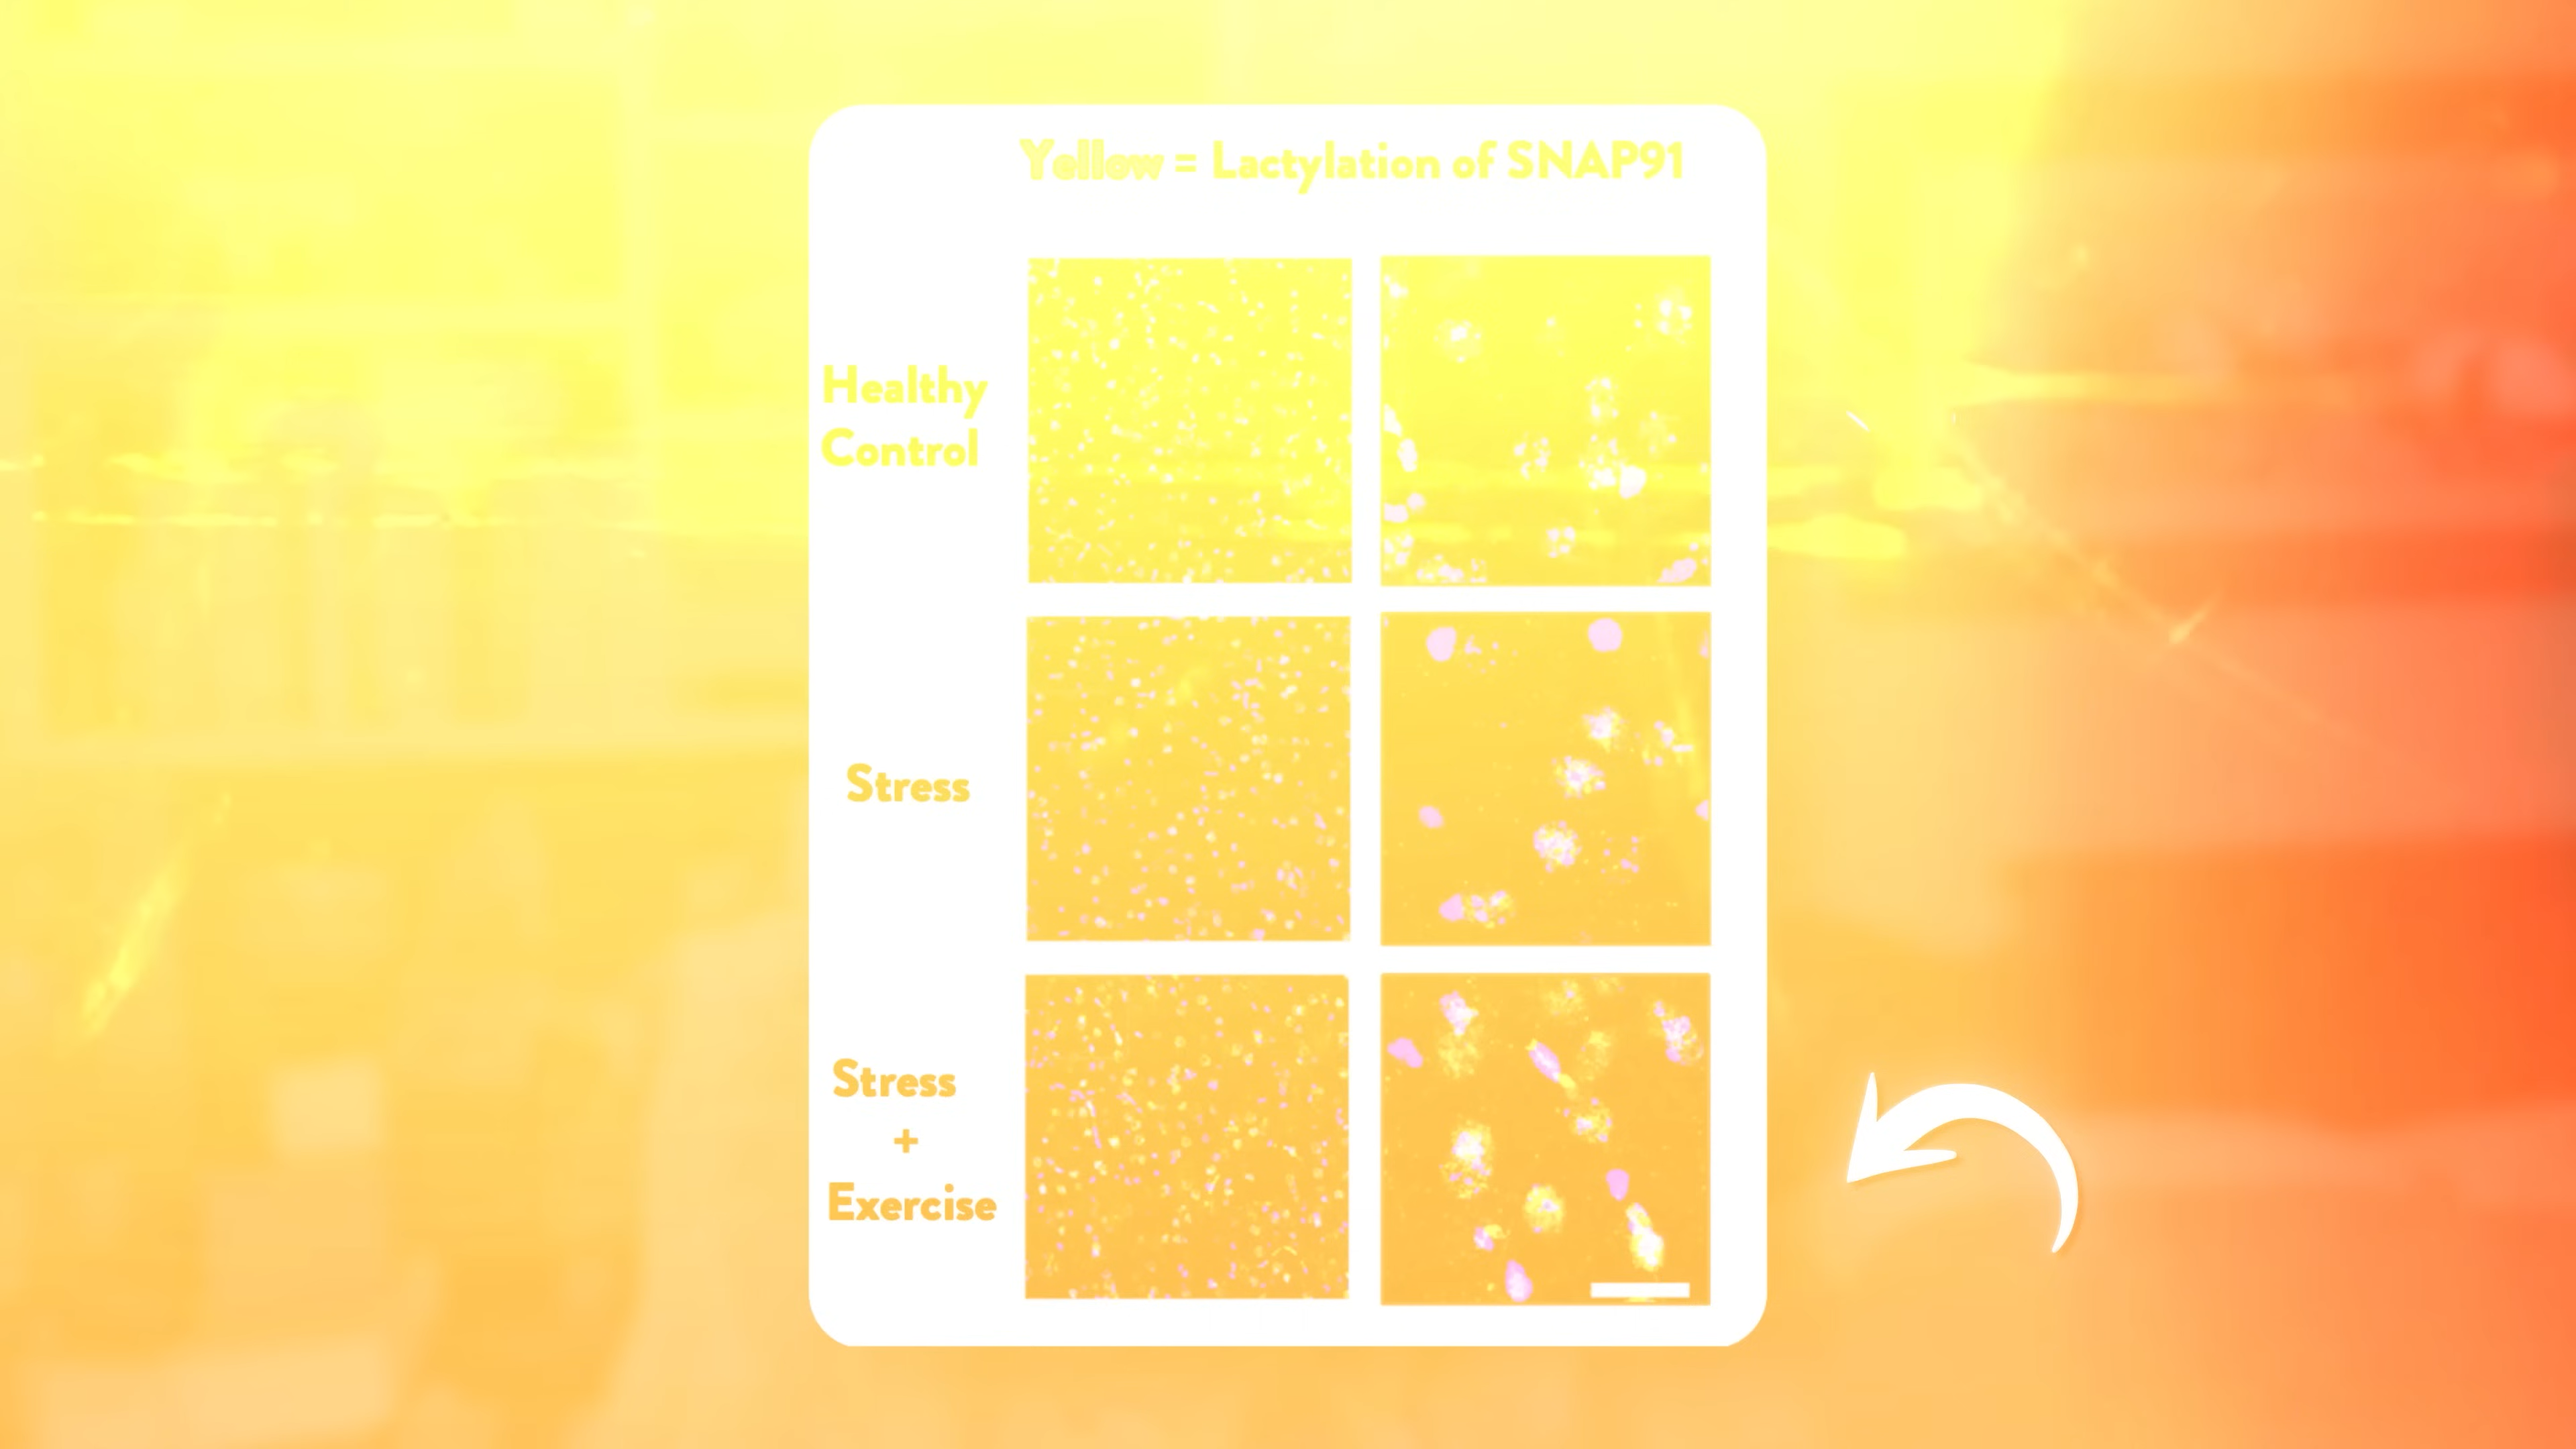 Yellow = Lactylation of SNAP91
Healthy
Control
Stress
Stress
+
Exercise